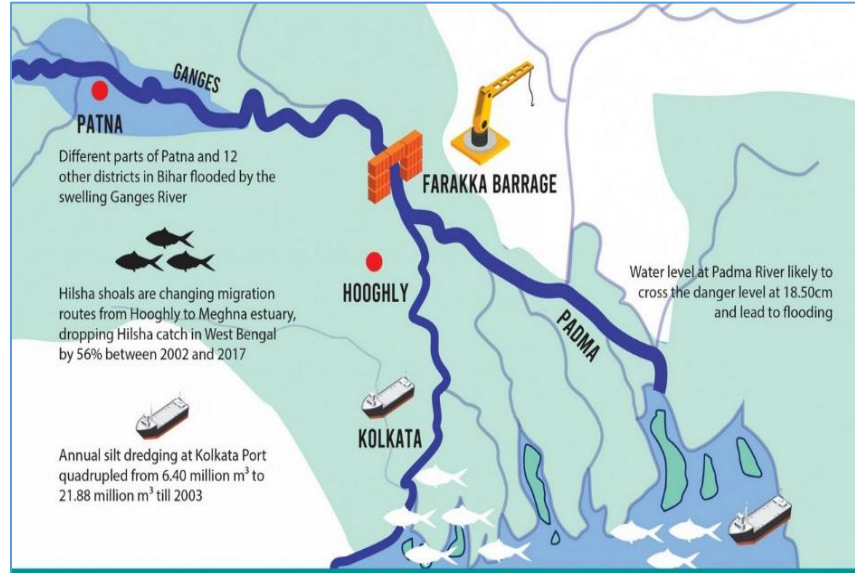 GANGES
PATNA
Different parts of Patna and 12
other districts in Bihar flooded by the
swelling Ganges River
FARAKKA BARRAGE
Hilsha shoals are changing migration
routes from Hooghly to Meghna estuary,
dropping Hilsha catch in West Bengal
by 56% between 2002 and 2017
HOOGHLY
Water level at Padma River likely to
cross the danger level at 18.50cm
and lead to flooding
PADMA
KOLKATA
Annual silt dredging at Kolkata Port
quadrupled from 6.40 million m³ to
21.88 million m³ till 2003